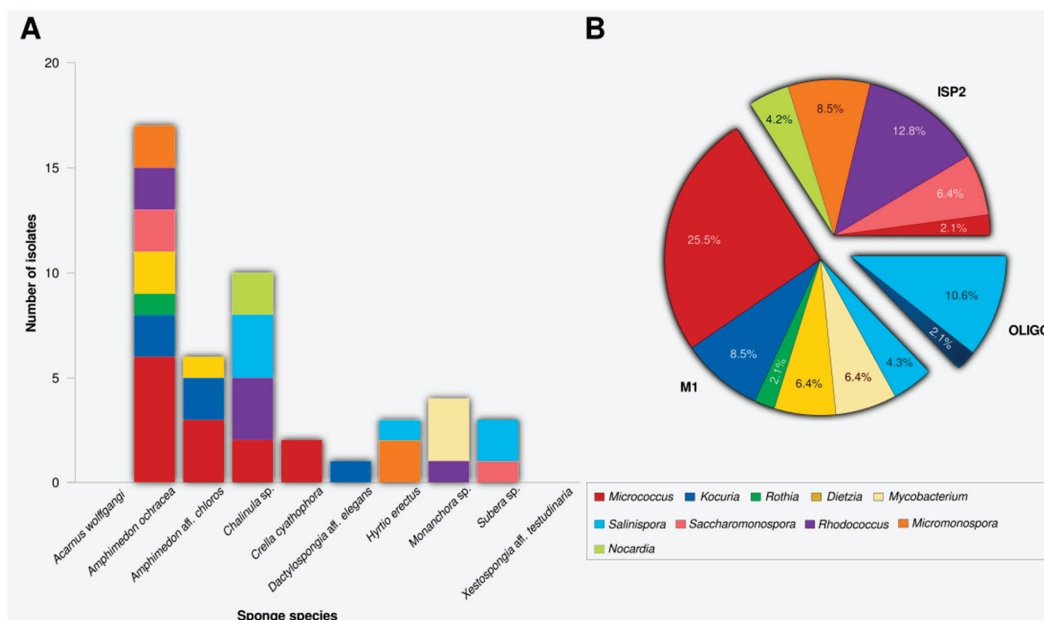 A
20
15
10
5
0
Number of isolates
Acarnus wolfgangi
Amphimedon ochracea
Amphimedon aff. chloros
Chalinula sp.
Crella cyathophora
Dactylospongia aff. elegans
Hyrtio erectus
Monanchora sp.
Subera sp.
Xestospongia aff. testudinaria
Sponge species
B
ISP2
4.2%
8.5%
12.8%
6.4%
2.1%
OLIGO
10.6%
2.1%
M1
25.5%
8.5%
2.1%
6.4%
6.4%
4.3%
Micrococcus Kocuria Rothia Dietzia Mycobacterium
Salinispora Saccharomonospora Rhodococcus Micromonospora
Nocardia